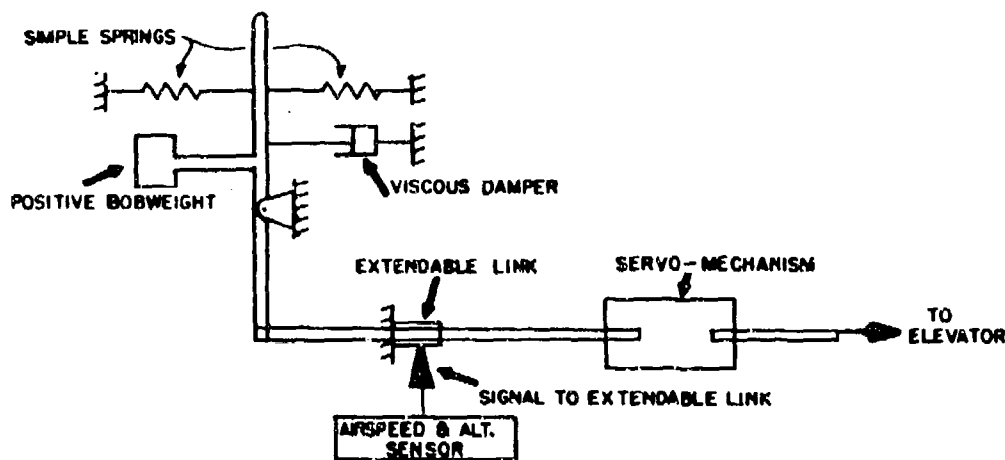 SIMPLE SPRINGS
POSITIVE BOBWEIGHT
VISCOUS DAMPER
EXTENDABLE LINK
SERVO-MECHANISM
TO
ELEVATOR
SIGNAL TO EXTENDABLE LINK
AIRSPEED & ALT.
SENSOR